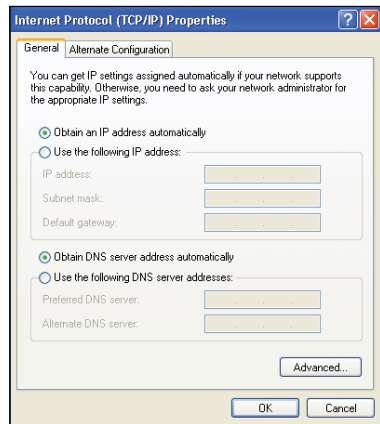 Internet Protocol (TCP/IP) Properties
General
Alternate Configuration
You can get IP settings assigned automatically if your network supports
this capability. Otherwise, you need to ask your network administrator for
the appropriate IP settings.
Obtain an IP address automatically
Use the following IP address:
IP address:
Subnet mask:
Default gateway:
Obtain DNS server address automatically
Use the following DNS server addresses:
Preferred DNS server:
Alternate DNS server:
Advanced...
OK
Cancel